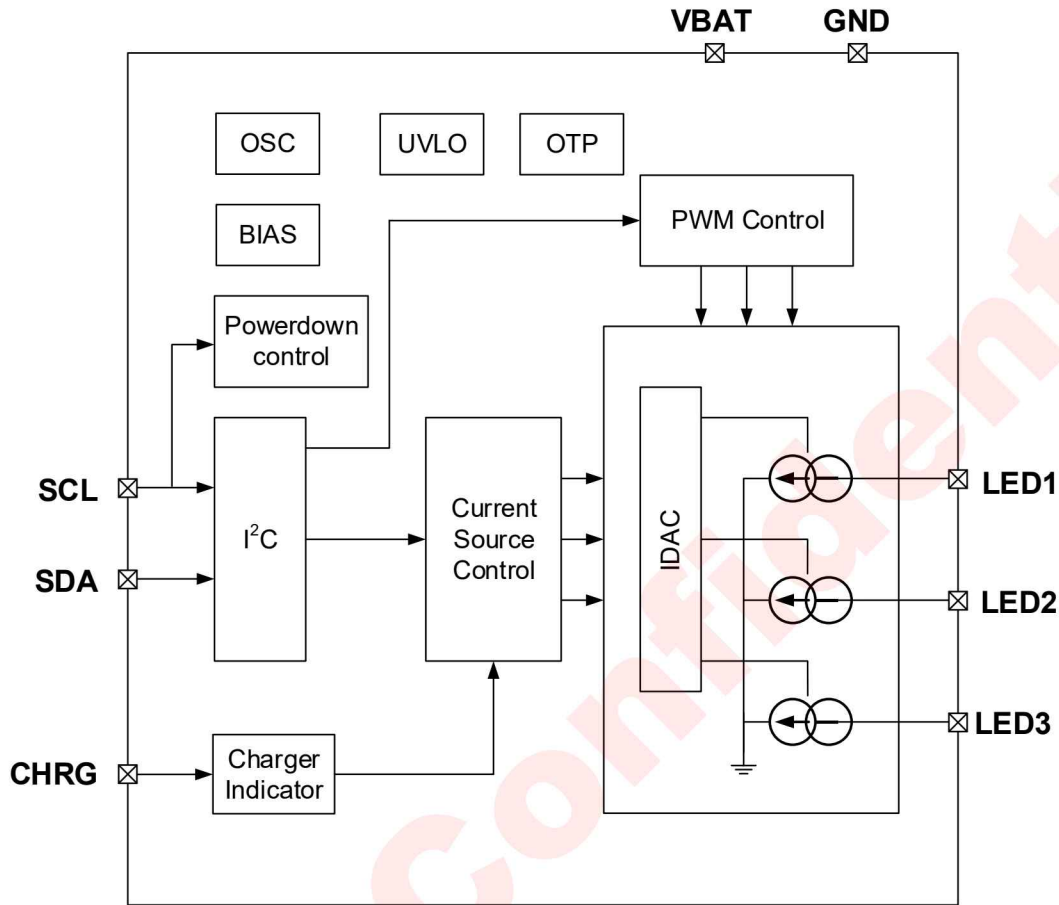 VBAT
GND
OSC
UVLO
OTP
BIAS
PWM Control
Powerdown
control
SCL
SDA
I²C
Current
Source
Control
IDAC
LED1
LED2
LED3
CHRG
Charger
Indicator
Confident